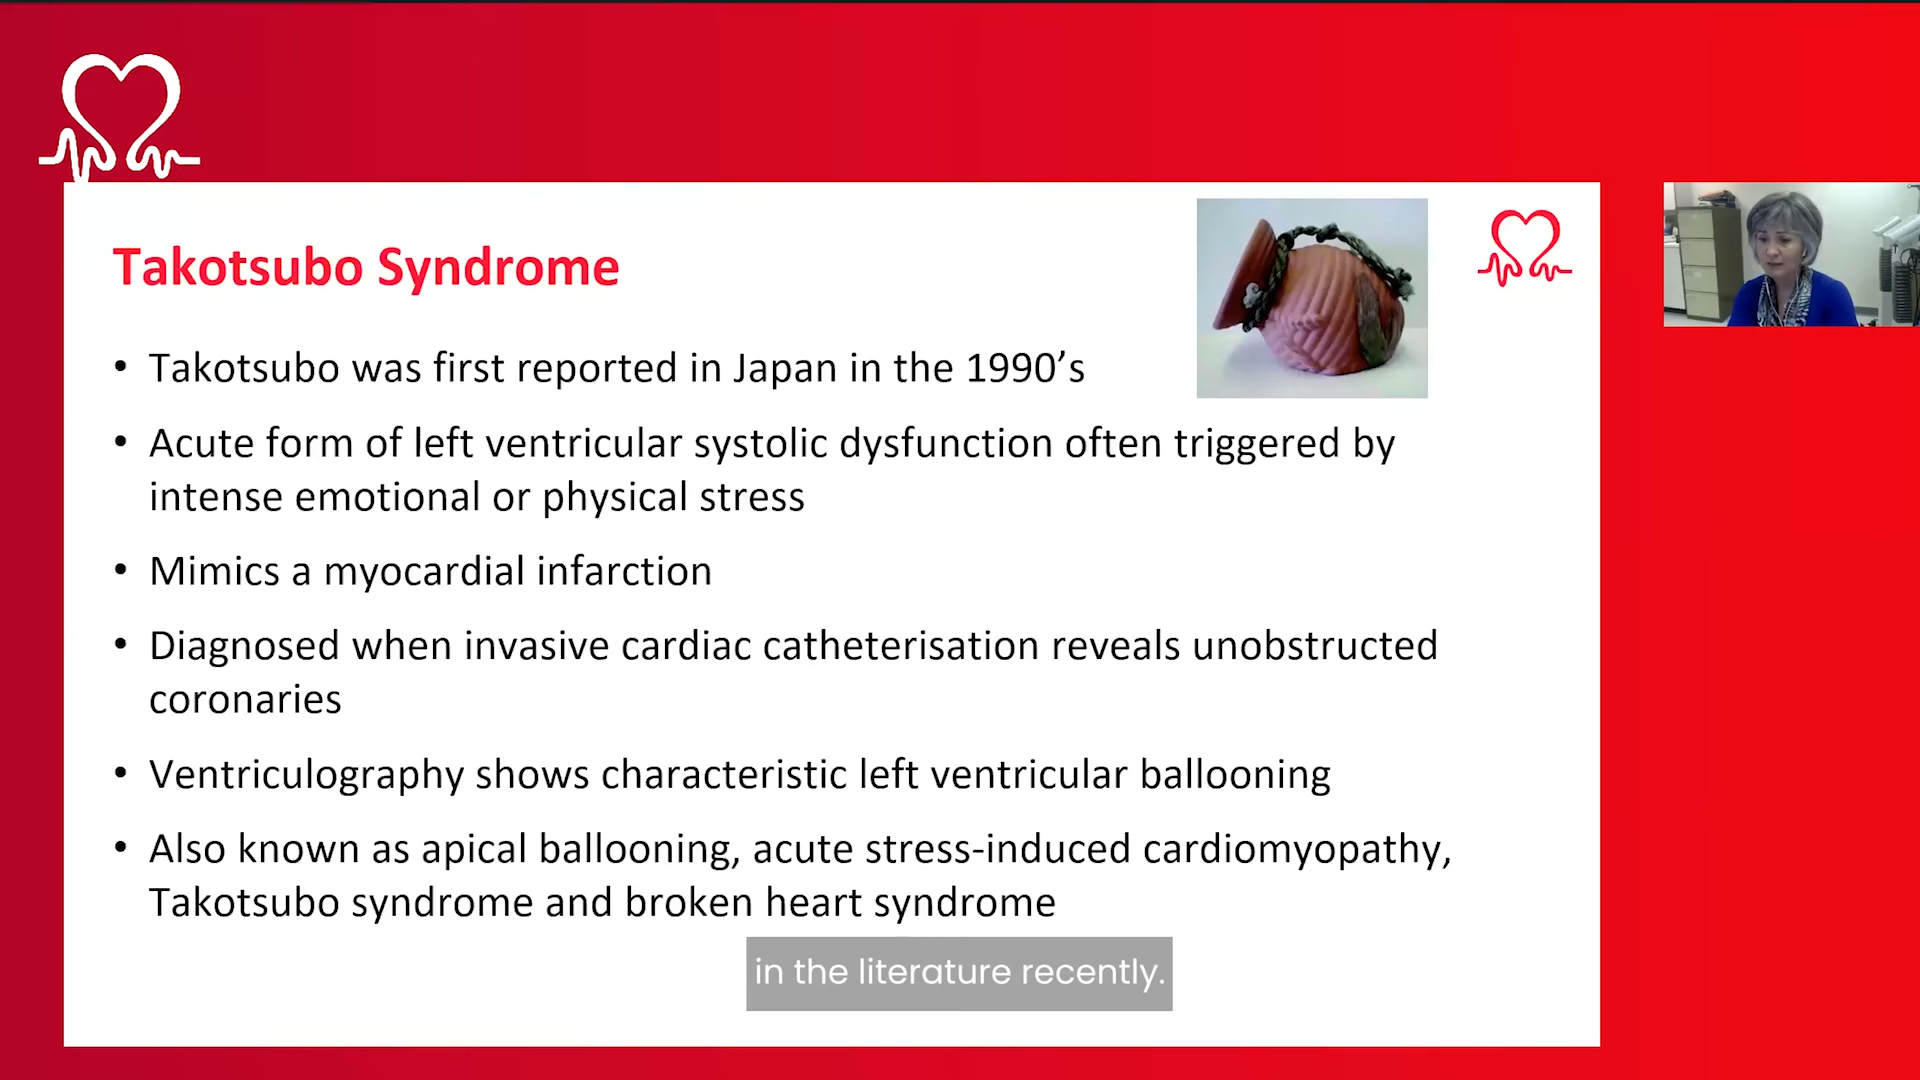 Takotsubo Syndrome
• Takotsubo was first reported in Japan in the 1990’s
• Acute form of left ventricular systolic dysfunction often triggered by
intense emotional or physical stress
• Mimics a myocardial infarction
• Diagnosed when invasive cardiac catheterisation reveals unobstructed
coronaries
• Ventriculography shows characteristic left ventricular ballooning
• Also known as apical ballooning, acute stress-induced cardiomyopathy,
Takotsubo syndrome and broken heart syndrome
in the literature recently.